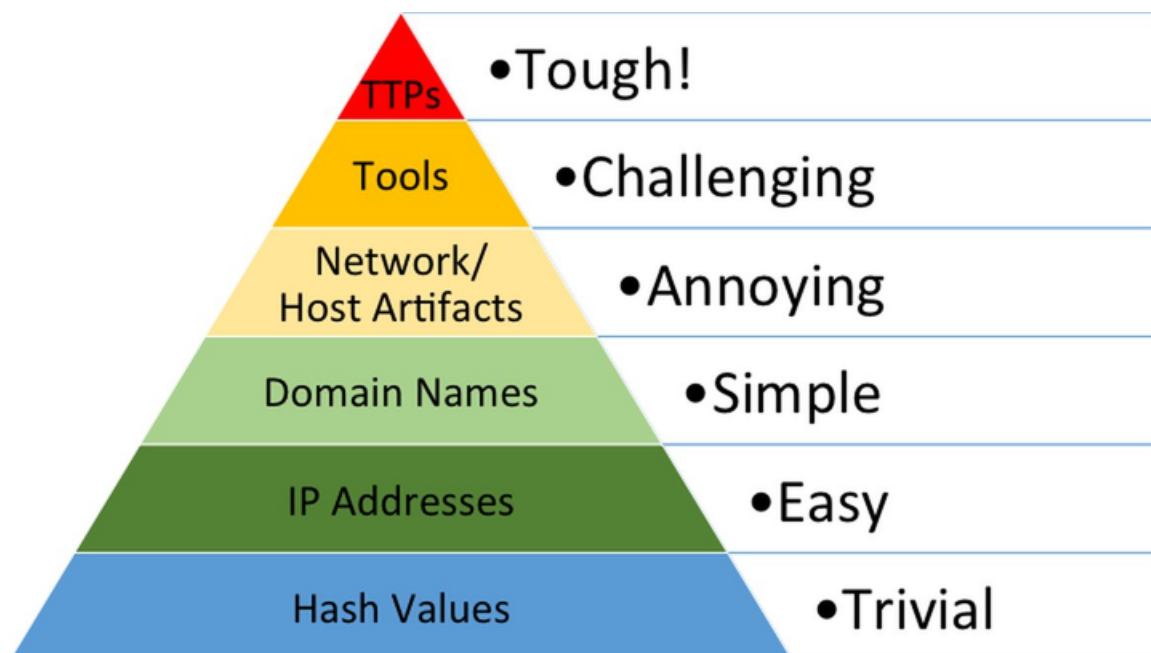 TTPs
•Tough!
Tools
•Challenging
Network/
Host Artifacts
•Annoying
Domain Names
•Simple
IP Addresses
•Easy
Hash Values
•Trivial